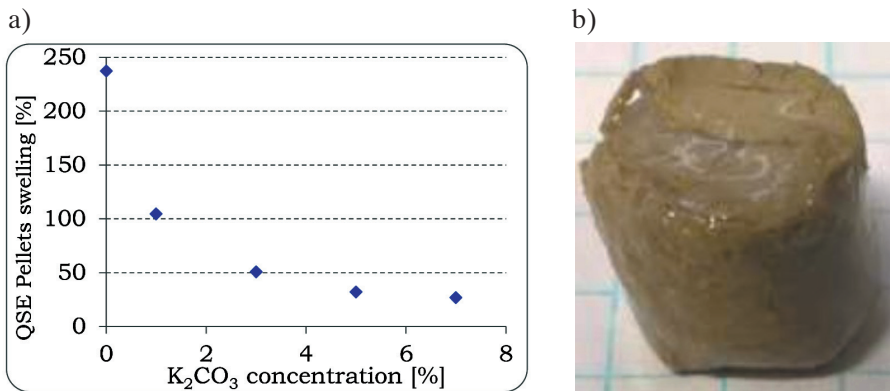 a)
b)
250
200
150
100
50
0
QSE Pellets swelling [%]
0 2 4 6 8
K₂CO₃ concentration [%]